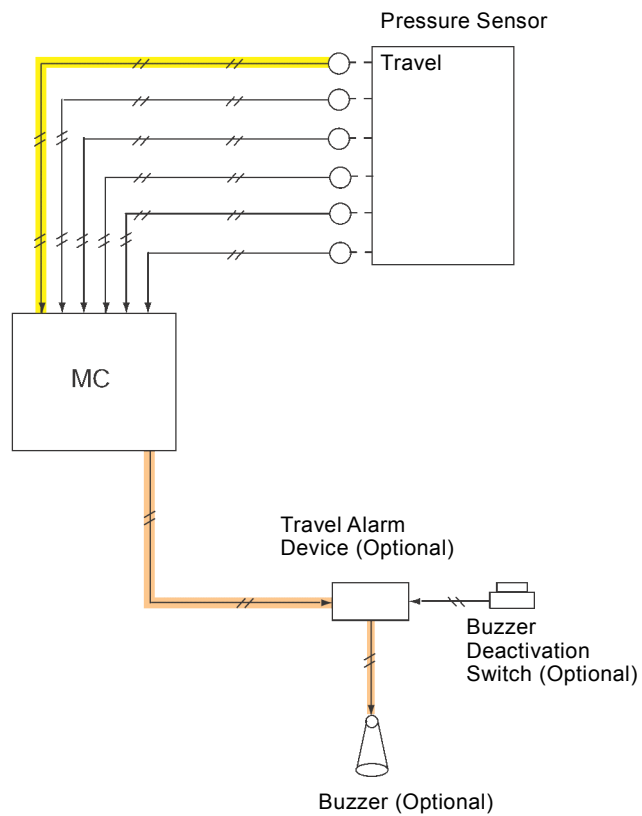 Pressure Sensor
Travel
MC
Travel Alarm
Device (Optional)
Buzzer
Deactivation
Switch (Optional)
Buzzer (Optional)